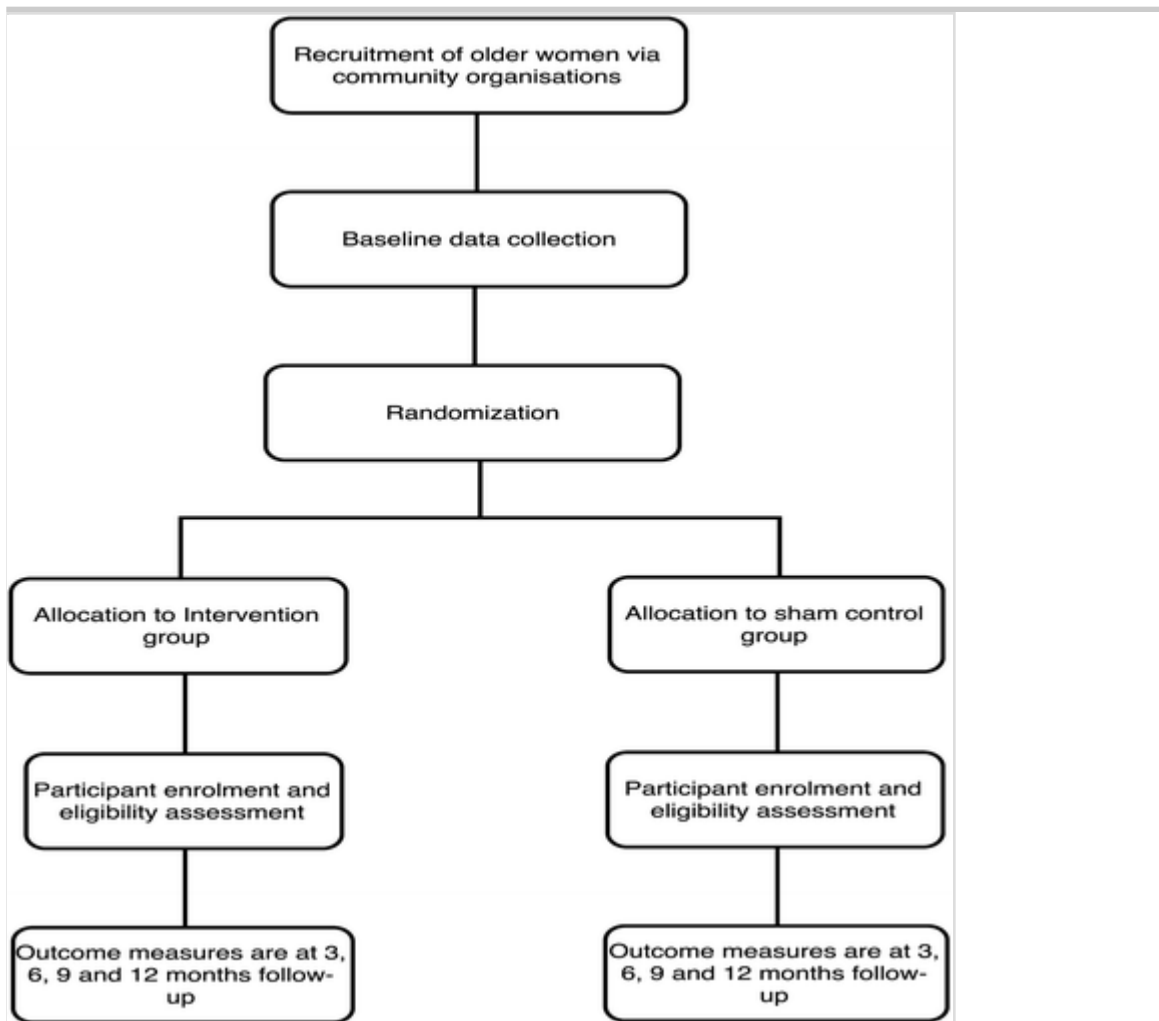 Recruitment of older women via
community organisations
Baseline data collection
Randomization
Allocation to Intervention
group
Allocation to sham control
group
Participant enrolment and
eligibility assessment
Participant enrolment and
eligibility assessment
Outcome measures are at 3,
6, 9 and 12 months follow-
up
Outcome measures are at 3,
6, 9 and 12 months follow-
up